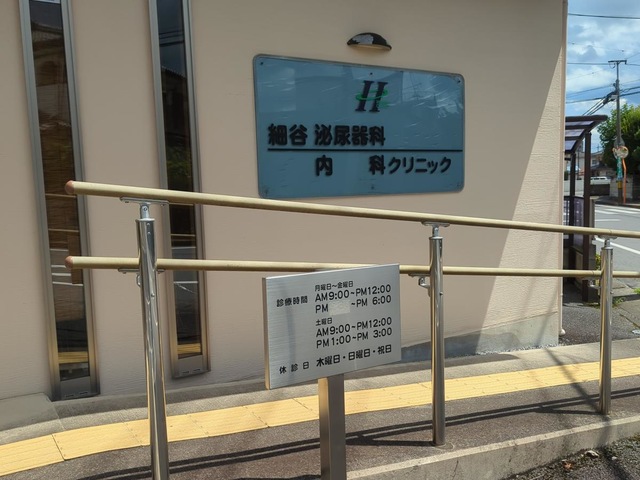 H
細谷 泌尿器科
内 科クリニック
月曜日～金曜日
診療時間 AM9:00～PM12:00
PM ～PM 6:00
土曜日
AM9:00～PM12:00
PM1:00～PM 3:00
休診日 木曜日・日曜日・祝日